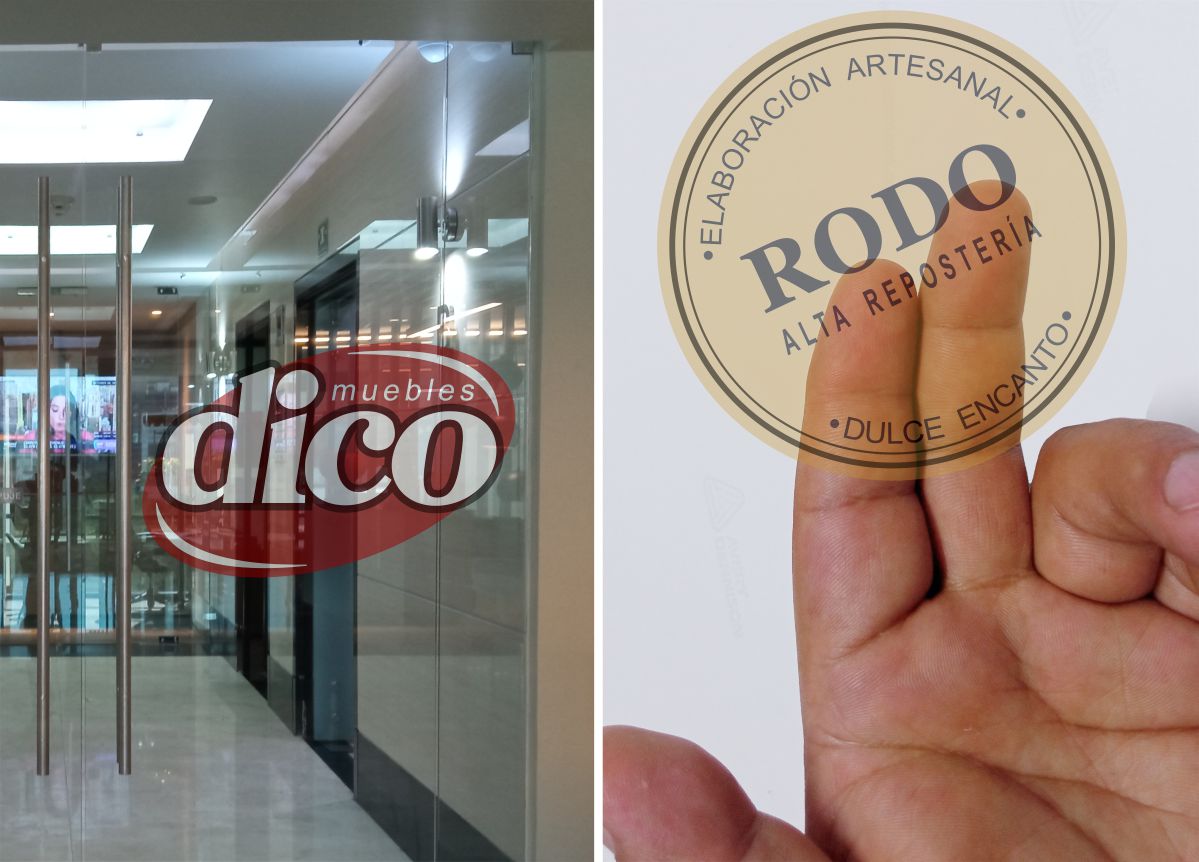 muebles
dico
•ELABORACIÓN ARTESANAL•
RODO
ALTA REPOSTERÍA
•DULCE ENCANTO•